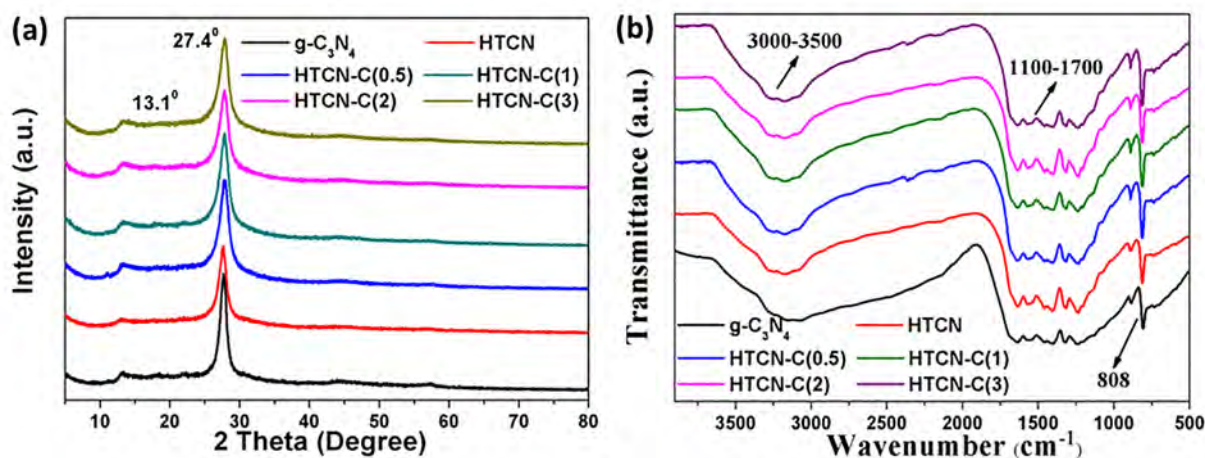 (a)
27.4⁰
13.1⁰
g-C₃N₄ HTCN
HTCN-C(0.5) HTCN-C(1)
HTCN-C(2) HTCN-C(3)
Intensity (a.u.)
10 20 30 40 50 60 70 80
2 Theta (Degree)
(b)
3000-3500
1100-1700
Transmittance (a.u.)
g-C₃N₄ HTCN
HTCN-C(0.5) HTCN-C(1)
HTCN-C(2) HTCN-C(3)
808
3500 3000 2500 2000 1500 1000 500
Wavenumber (cm⁻¹)